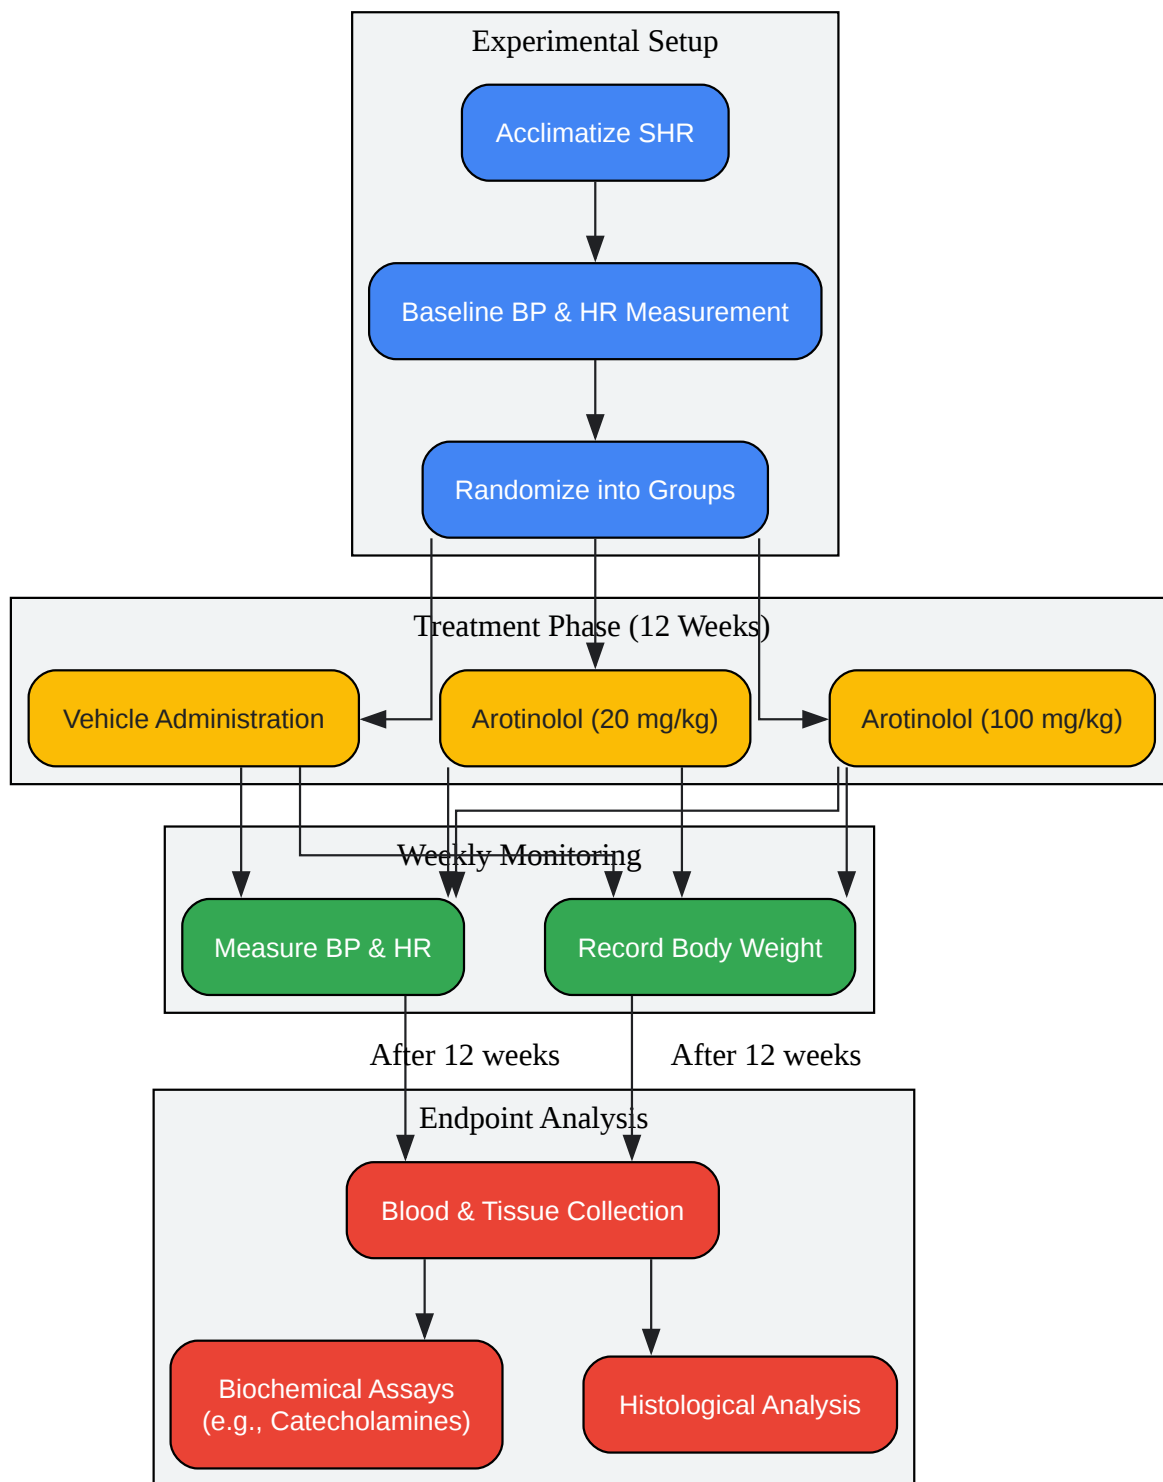 Experimental Setup
Acclimatize SHR
Baseline BP & HR Measurement
Randomize into Groups
Treatment Phase (12 Weeks)
Vehicle Administration
Arotinolol (20 mg/kg)
Arotinolol (100 mg/kg)
Weekly Monitoring
Measure BP & HR
Record Body Weight
After 12 weeks
After 12 weeks
Endpoint Analysis
Blood & Tissue Collection
Biochemical Assays
(e.g., Catecholamines)
Histological Analysis